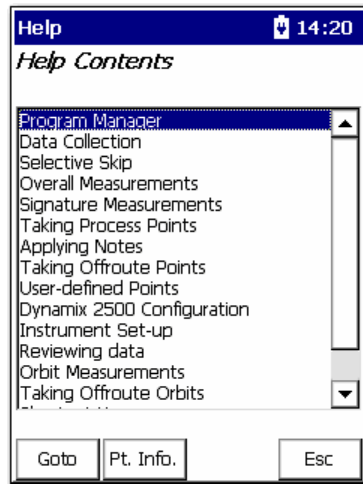 Help 14:20
Help Contents
Program Manager
Data Collection
Selective Skip
Overall Measurements
Signature Measurements
Taking Process Points
Applying Notes
Taking Offroute Points
User-defined Points
Dynamix 2500 Configuration
Instrument Set-up
Reviewing data
Orbit Measurements
Taking Offroute Orbits
Goto Pt. Info. Esc